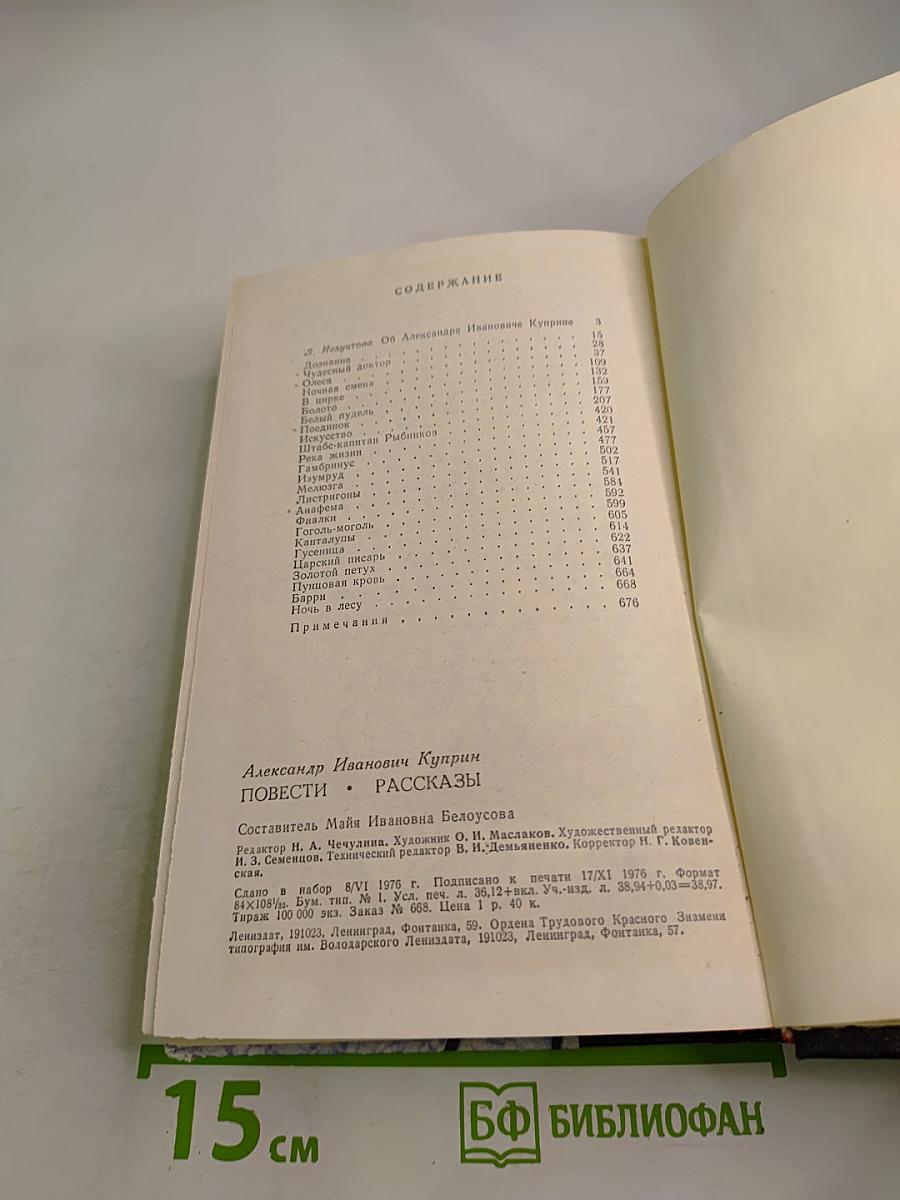 СОДЕРЖАНИЕ
Л. Об Александре Ивановиче Куприне 3
Дознание 15
Чудесный доктор 28
Олеся 37
Ночная смена 109
В цирке 132
Болото 159
Белый пудель 177
Поединок 207
Искусство 420
Штабс-капитан Рыбников 421
Река жизни 457
Гамбринус 477
Изумруд 502
Мелюзга 517
Листригоны 541
Анафема 584
Фиалки 592
Гоголь-моголь 599
Канталупы 605
Гусеница 614
Царский писарь 622
Золотой петух 637
Пунцовая кровь 641
Барри 664
Ночь в лесу 668
Примечания 676
Александр Иванович Куприн
ПОВЕСТИ • РАССКАЗЫ
Составитель Майя Ивановна Белоусова
Редактор Н. А. Чечулина. Художник О. И. Маслаков. Художественный редактор
И. З. Семенцов. Технический редактор В. И. Демьяненко. Корректор Н. Г. Ковен-
ская.
Сдано в набор 8/VI 1976 г. Подписано к печати 17/XI 1976 г. Формат
84×108 1/32. Бум. тип. № 1. Усл. печ. л. 36,12+вкл. Уч.-изд. л. 38,94+0,03=38,97.
Тираж 100 000 экз. Заказ № 668. Цена 1 р. 40 к.
Лениздат, 191023, Ленинград, Фонтанка, 59. Ордена Трудового Красного Знамени
типография им. Володарского Лениздата, 191023, Ленинград, Фонтанка, 57.
15 см
БФ БИБЛИОФАН